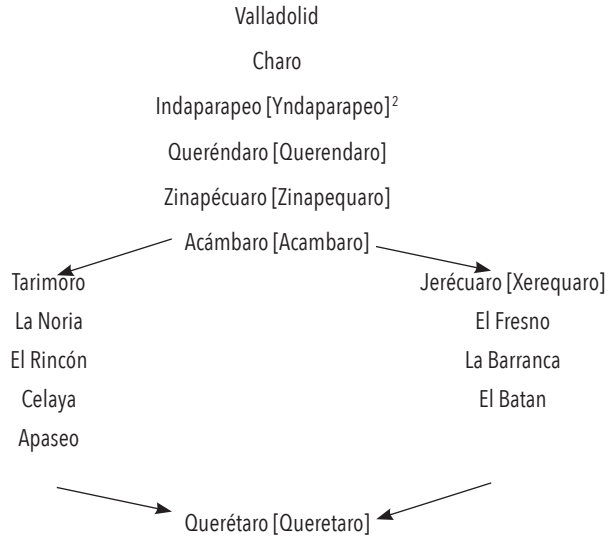 Valladolid
Charo
Indaparapeo [Yndaparapeo]²
Queréndaro [Querendaro]
Zinapécuaro [Zinapequaro]
Acámbaro [Acambaro]
Tarimoro
La Noria
El Rincón
Celaya
Apaseo
Jerécuaro [Xerequaro]
El Fresno
La Barranca
El Batan
Querétaro [Queretaro]